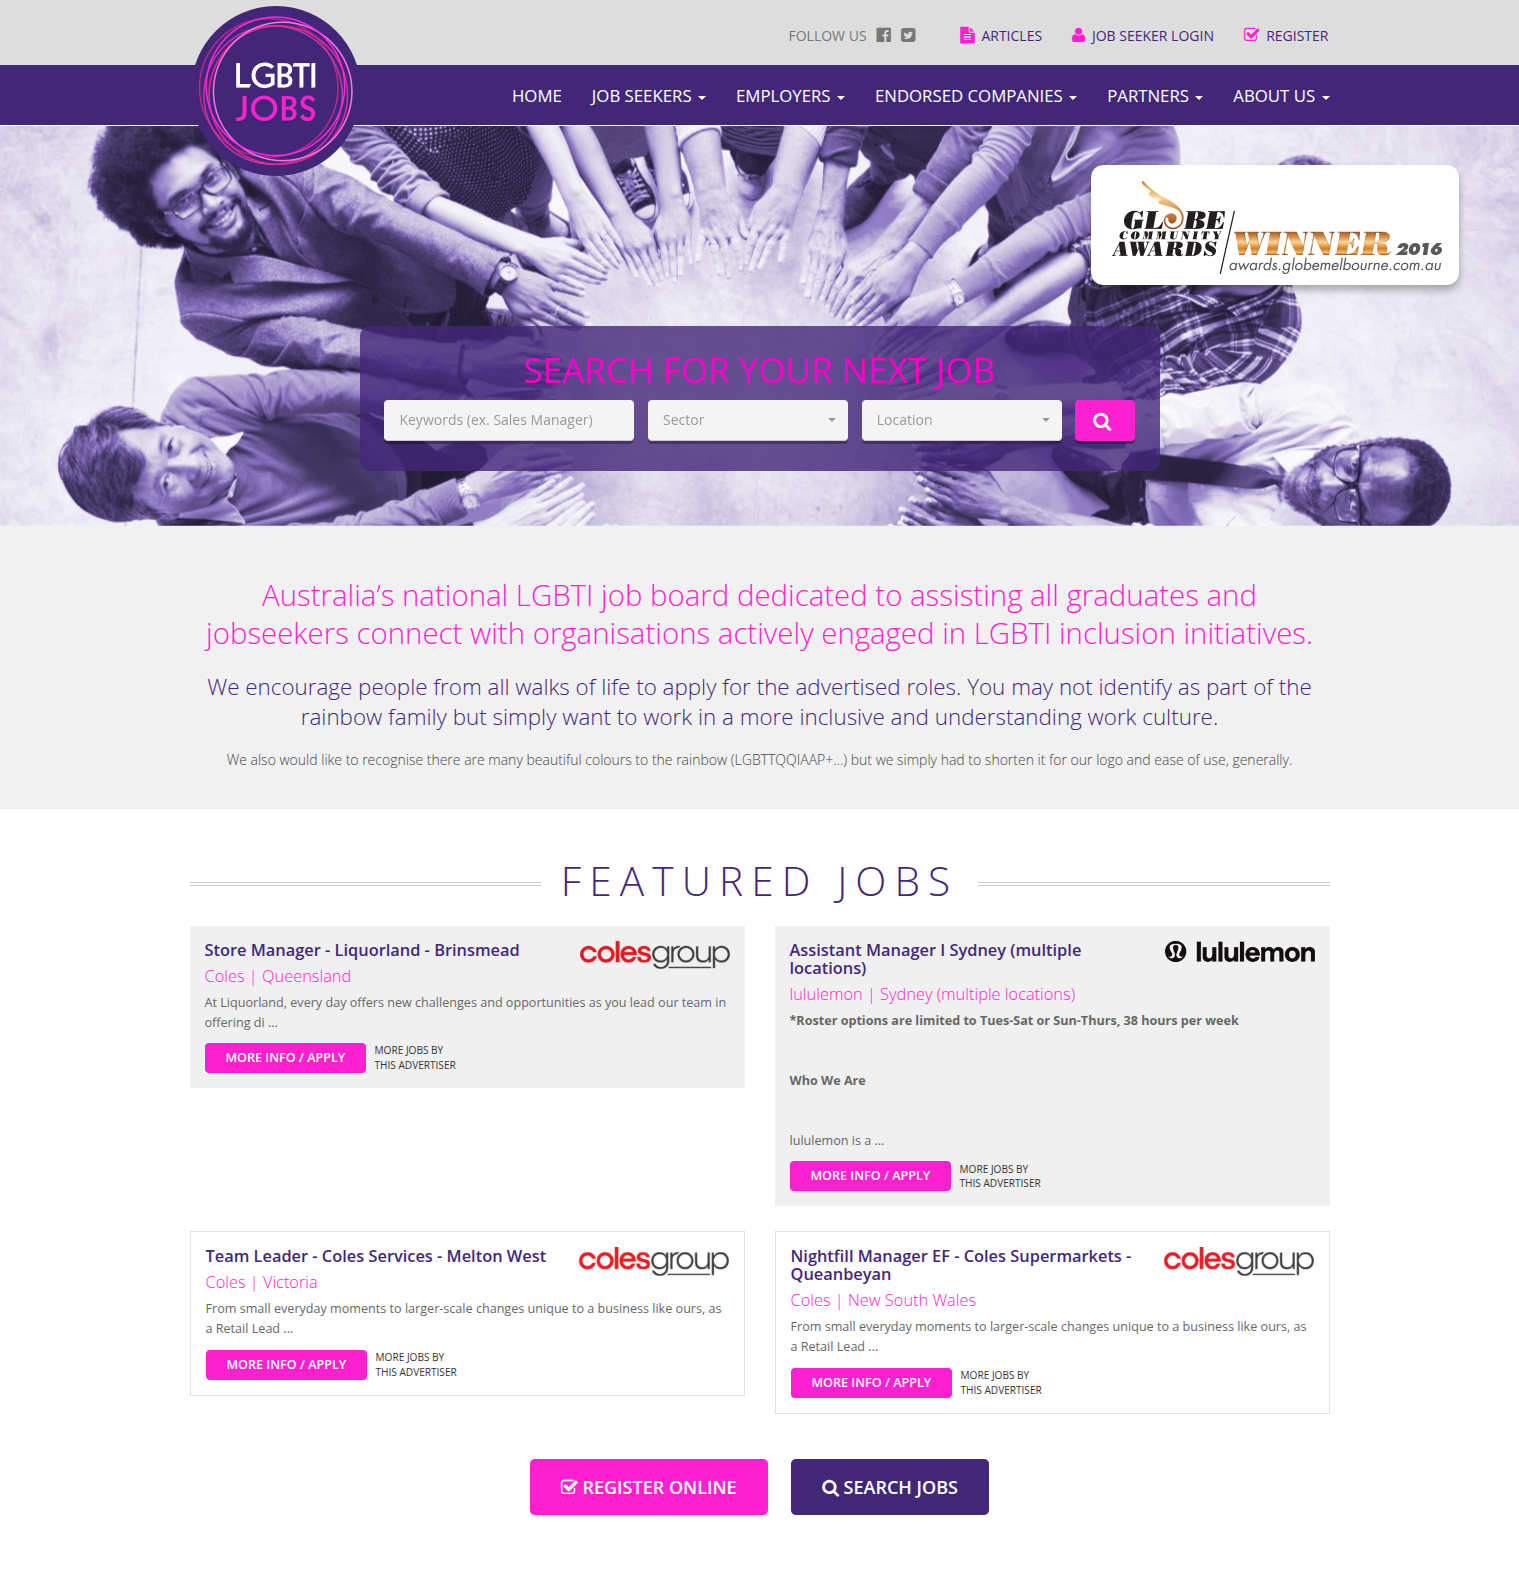 FOLLOW US
ARTICLES
JOB SEEKER LOGIN
REGISTER
LGBTI
JOBS
HOME
JOB SEEKERS
EMPLOYERS
ENDORSED COMPANIES
PARTNERS
ABOUT US
GLOBE
COMMUNITY
AWARDS
WINNER 2016
awards.globemelbourne.com.au
SEARCH FOR YOUR NEXT JOB
Keywords (ex. Sales Manager)
Sector
Location
Australia’s national LGBTI job board dedicated to assisting all graduates and
jobseekers connect with organisations actively engaged in LGBTI inclusion initiatives.
We encourage people from all walks of life to apply for the advertised roles. You may not identify as part of the
rainbow family but simply want to work in a more inclusive and understanding work culture.
We also would like to recognise there are many beautiful colours to the rainbow (LGBTTQQIAAP+...) but we simply had to shorten it for our logo and ease of use, generally.
FEATURED JOBS
Store Manager - Liquorland - Brinsmead
colesgroup
Coles | Queensland
At Liquorland, every day offers new challenges and opportunities as you lead our team in
offering di ...
MORE INFO / APPLY
MORE JOBS BY
THIS ADVERTISER
Assistant Manager I Sydney (multiple
locations)
lululemon
lululemon | Sydney (multiple locations)
*Roster options are limited to Tues-Sat or Sun-Thurs, 38 hours per week
Who We Are
lululemon is a ...
MORE INFO / APPLY
MORE JOBS BY
THIS ADVERTISER
Team Leader - Coles Services - Melton West
colesgroup
Coles | Victoria
From small everyday moments to larger-scale changes unique to a business like ours, as
a Retail Lead ...
MORE INFO / APPLY
MORE JOBS BY
THIS ADVERTISER
Nightfill Manager EF - Coles Supermarkets -
Queanbeyan
colesgroup
Coles | New South Wales
From small everyday moments to larger-scale changes unique to a business like ours, as
a Retail Lead ...
MORE INFO / APPLY
MORE JOBS BY
THIS ADVERTISER
REGISTER ONLINE
SEARCH JOBS